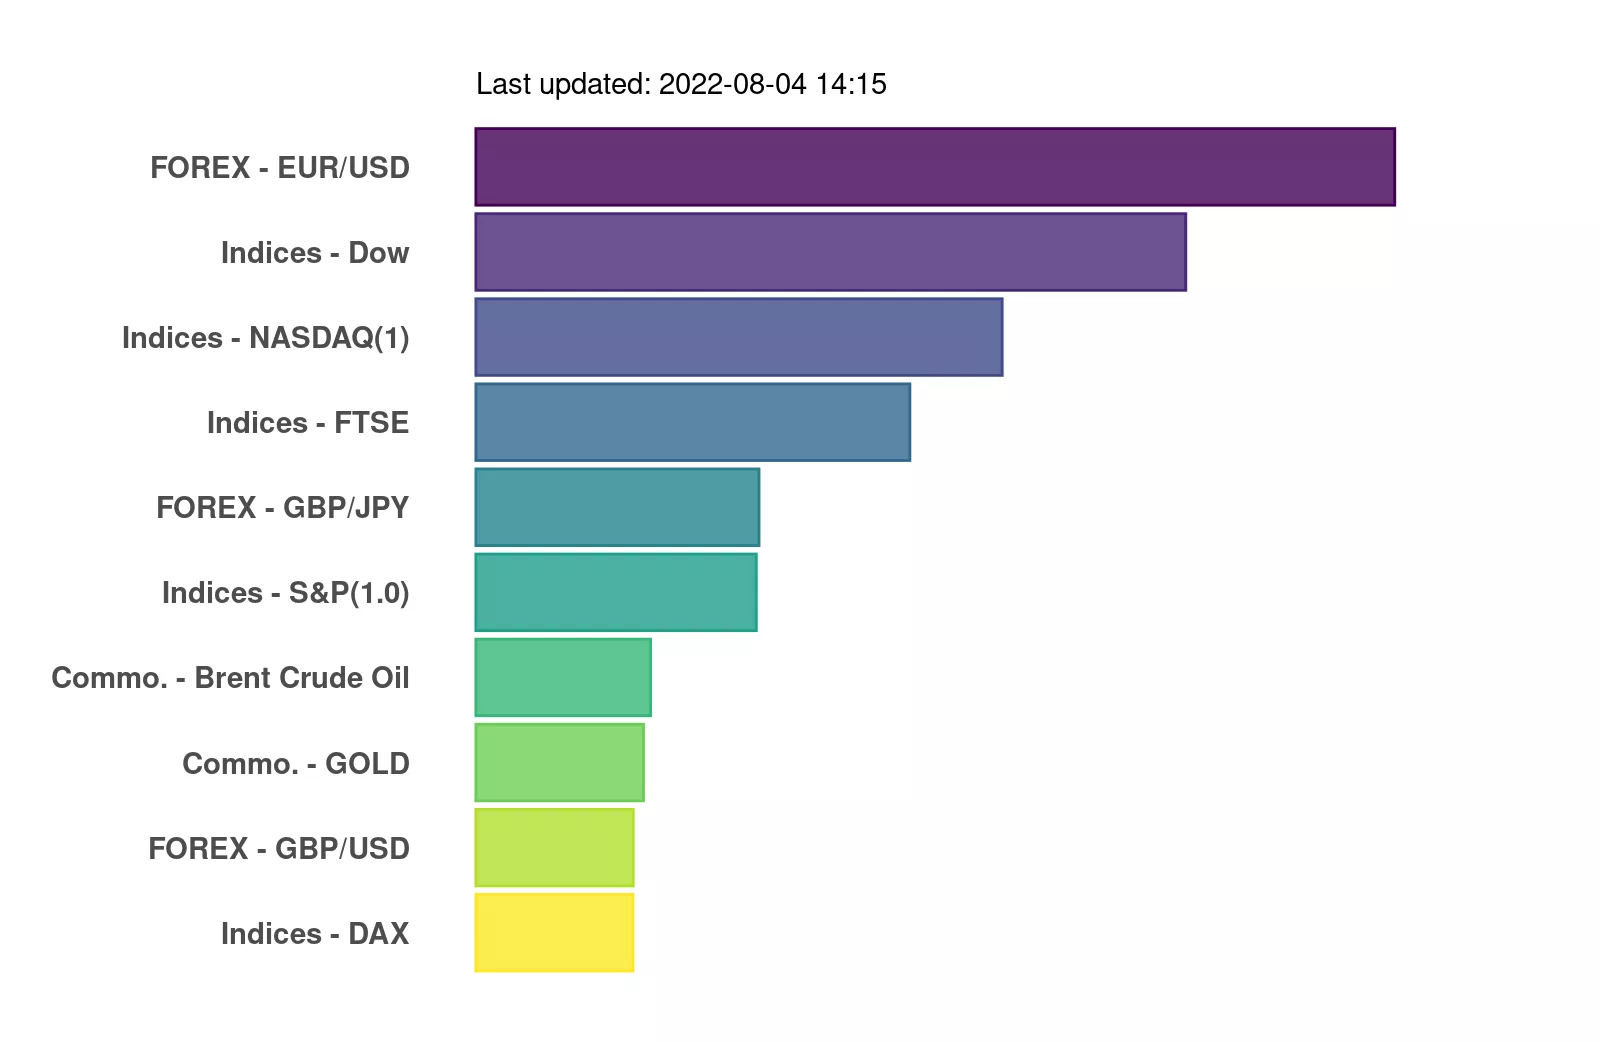 Last updated: 2022-08-04 14:15
FOREX - EUR/USD
Indices - Dow
Indices - NASDAQ(1)
Indices - FTSE
FOREX - GBP/JPY
Indices - S&P(1.0)
Commo. - Brent Crude Oil
Commo. - GOLD
FOREX - GBP/USD
Indices - DAX